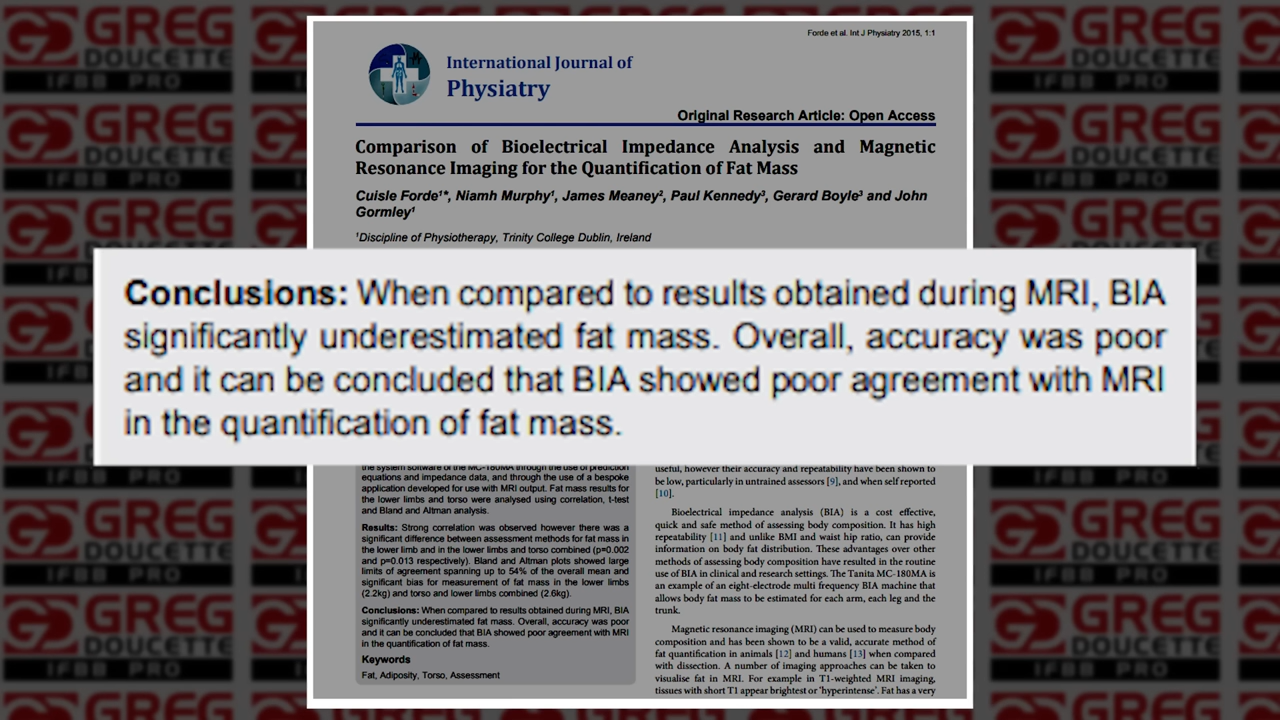 GREG
DOUCETTE
IFBB PRO
Forde et al. Int J Physiatry 2015, 1:1
International Journal of
Physiatry
Original Research Article: Open Access
Comparison of Bioelectrical Impedance Analysis and Magnetic
Resonance Imaging for the Quantification of Fat Mass
Cuisle Forde¹*, Niamh Murphy¹, James Meaney², Paul Kennedy³, Gerard Boyle³ and John
Gormley¹
¹Discipline of Physiotherapy, Trinity College Dublin, Ireland
Conclusions: When compared to results obtained during MRI, BIA
significantly underestimated fat mass. Overall, accuracy was poor
and it can be concluded that BIA showed poor agreement with MRI
in the quantification of fat mass.
the system software of the MC-180MA through the use of prediction
equations and impedance data, and through the use of a bespoke
application developed for use with MRI output. Fat mass results for
the lower limbs and torso were analysed using correlation, t-test
and Bland and Altman analysis.
Results: Strong correlation was observed however there was a
significant difference between assessment methods for fat mass in
the lower limb and in the lower limbs and torso combined (p=0.002
and p=0.013 respectively). Bland and Altman plots showed large
limits of agreement spanning up to 54% of the overall mean and
significant bias for measurement of fat mass in the lower limbs
(2.2kg) and torso and lower limbs combined (2.6kg).
Conclusions: When compared to results obtained during MRI, BIA
significantly underestimated fat mass. Overall, accuracy was poor
and it can be concluded that BIA showed poor agreement with MRI
in the quantification of fat mass.
Keywords
Fat, Adiposity, Torso, Assessment
useful, however their accuracy and repeatability have been shown to
be low, particularly in untrained assessors [9], and when self reported
[10].
Bioelectrical impedance analysis (BIA) is a cost effective,
quick and safe method of assessing body composition. It has high
repeatability [11] and unlike BMI and waist hip ratio, can provide
information on body fat distribution. These advantages over other
methods of assessing body composition have resulted in the routine
use of BIA in clinical and research settings. The Tanita MC-180MA is
an example of an eight-electrode multi frequency BIA machine that
allows body fat mass to be estimated for each arm, each leg and the
trunk.
Magnetic resonance imaging (MRI) can be used to measure body
composition and has been shown to be a valid, accurate method of
fat quantification in animals [12] and humans [13] when compared
with dissection. A number of imaging approaches can be taken to
visualise fat in MRI. For example in T1-weighted MRI imaging,
tissues with short T1 appear brightest or 'hyperintense'. Fat has a very